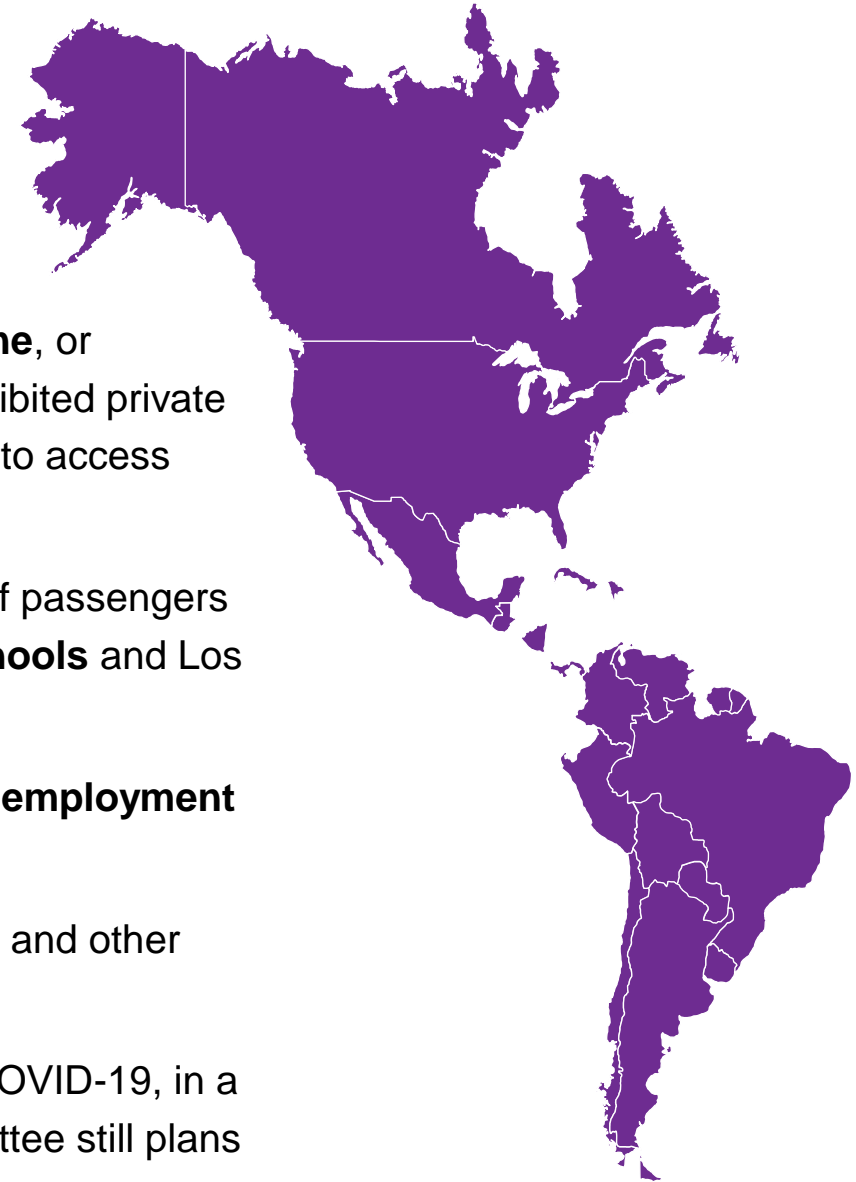 ne, or
ibited private
to access
f passengers
hools and Los
employment
and other
OVID-19, in a
ttee still plans